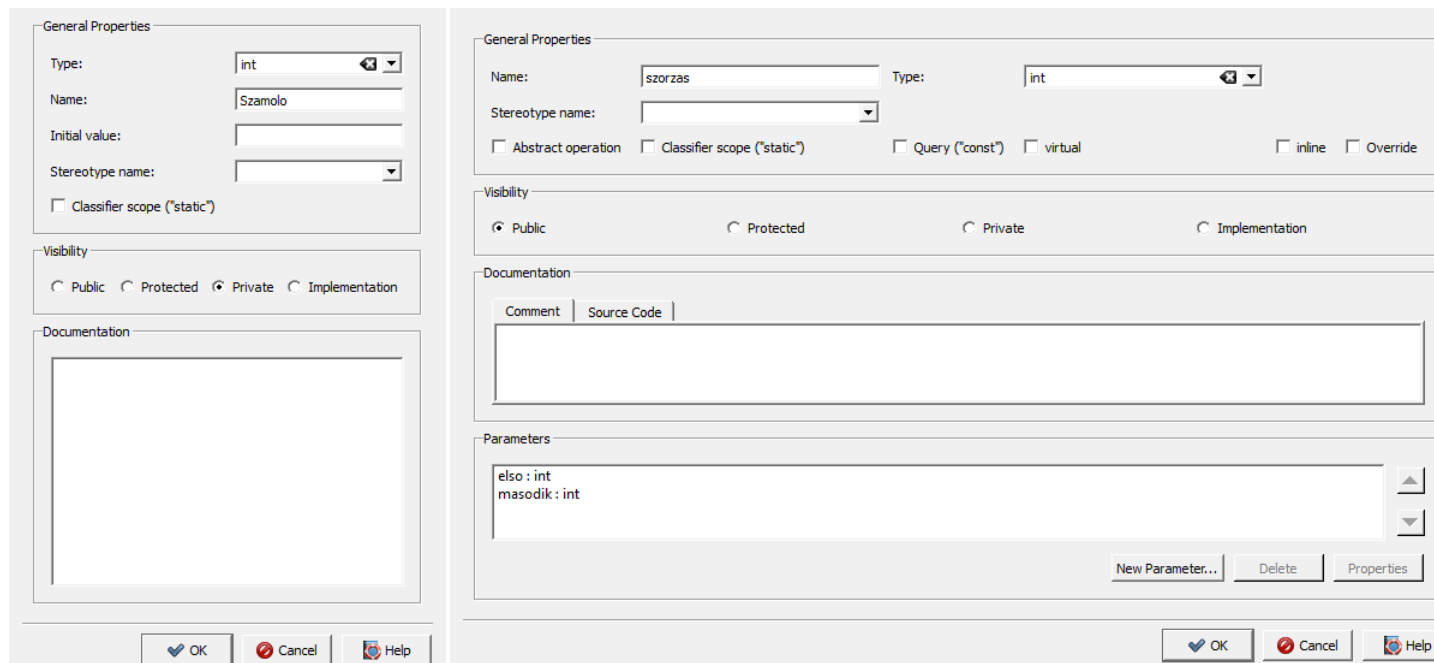 General Properties
Type: int
Name: Szamolo
Initial value:
Stereotype name:
Classifier scope ("static")
Visibility
Public Protected Private Implementation
Documentation
OK Cancel Help
General Properties
Name: szorzas Type: int
Stereotype name:
Abstract operation Classifier scope ("static") Query ("const") virtual inline Override
Visibility
Public Protected Private Implementation
Documentation
Comment Source Code
Parameters
elso : int
masodik : int
New Parameter... Delete Properties
OK Cancel Help